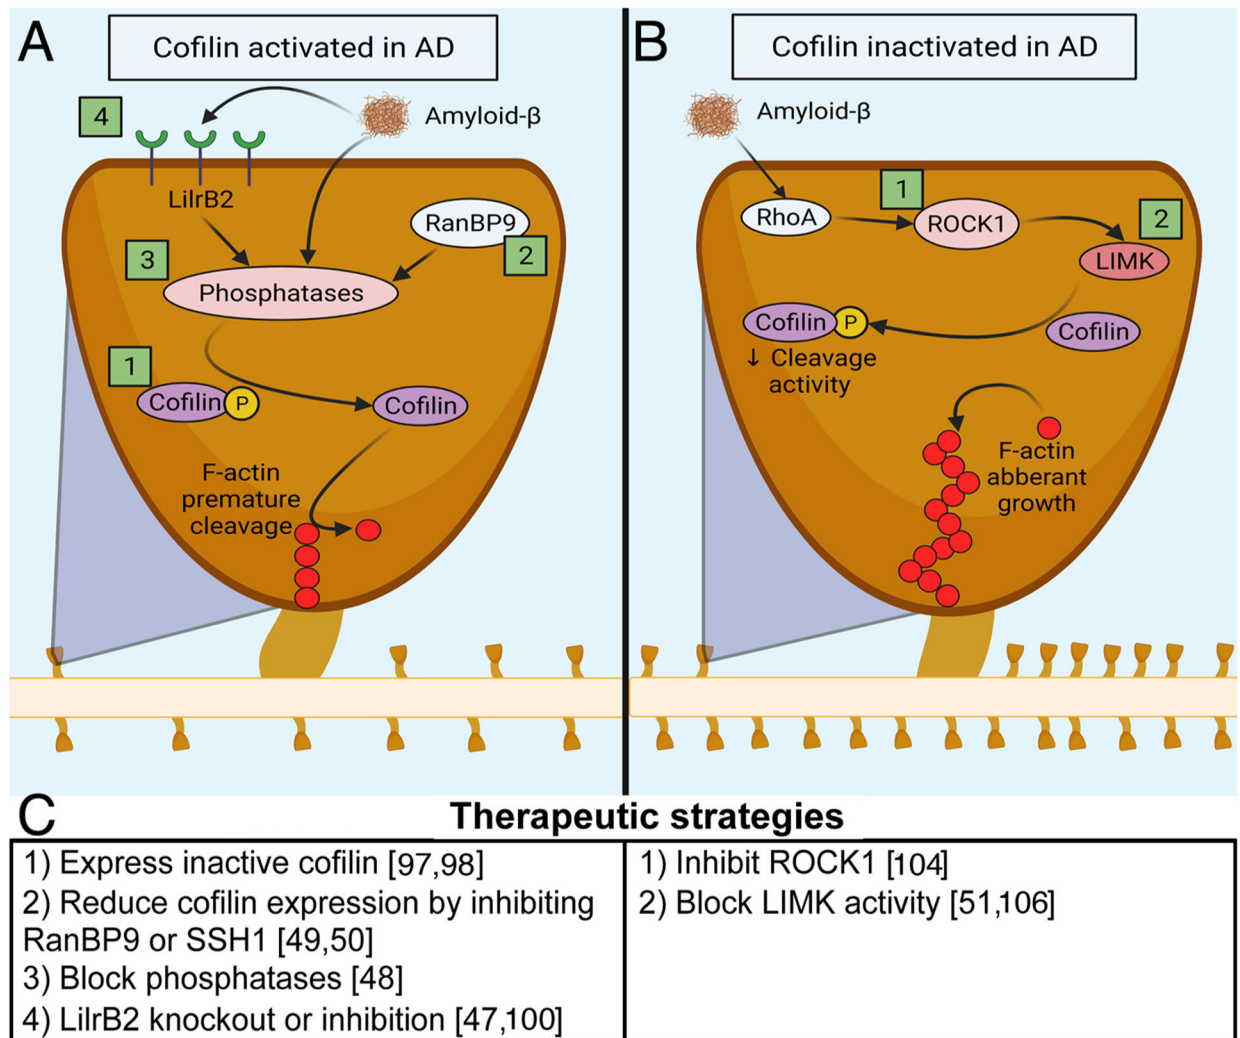 A
Cofilin activated in AD
4
Amyloid-β
LilrB2
RanBP9
2
3
Phosphatases
1
Cofilin
P
Cofilin
F-actin
premature
cleavage
B
Cofilin inactivated in AD
Amyloid-β
RhoA
1
ROCK1
2
LIMK
Cofilin
P
Cofilin
↓ Cleavage
activity
F-actin
abberant
growth
C
Therapeutic strategies
1) Express inactive cofilin [97,98]
2) Reduce cofilin expression by inhibiting
RanBP9 or SSH1 [49,50]
3) Block phosphatases [48]
4) LilrB2 knockout or inhibition [47,100]
1) Inhibit ROCK1 [104]
2) Block LIMK activity [51,106]